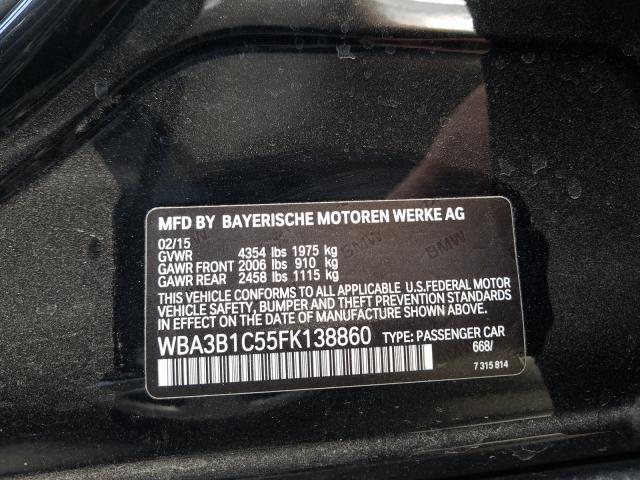 MFD BY BAYERISCHE MOTOREN WERKE AG
02/15
GVWR 4354 lbs 1975 kg
GAWR FRONT 2006 lbs 910 kg
GAWR REAR 2458 lbs 1115 kg
THIS VEHICLE CONFORMS TO ALL APPLICABLE U.S.FEDERAL MOTOR
VEHICLE SAFETY, BUMPER AND THEFT PREVENTION STANDARDS
IN EFFECT ON THE DATE OF MANUFACTURE SHOWN ABOVE.
WBA3B1C55FK138860 TYPE: PASSENGER CAR
668/
7 315 814